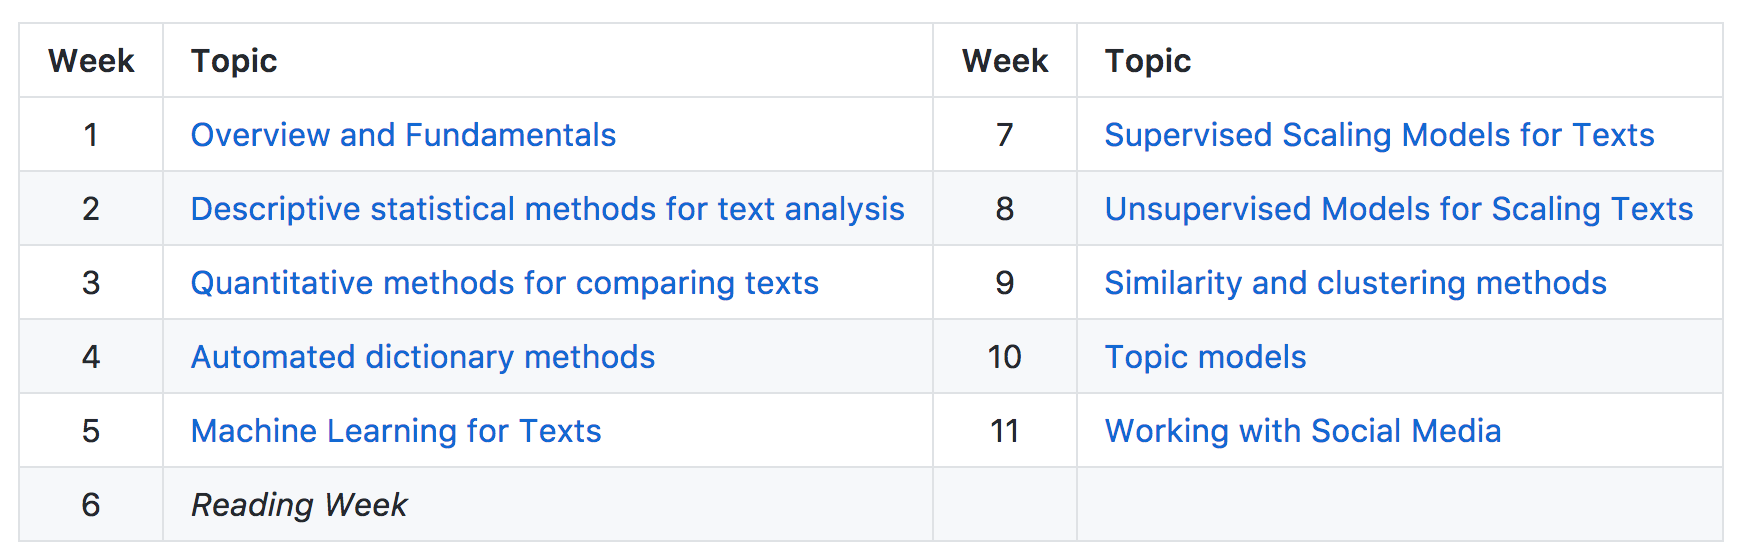 Week Topic Week Topic
1 Overview and Fundamentals 7 Supervised Scaling Models for Texts
2 Descriptive statistical methods for text analysis 8 Unsupervised Models for Scaling Texts
3 Quantitative methods for comparing texts 9 Similarity and clustering methods
4 Automated dictionary methods 10 Topic models
5 Machine Learning for Texts 11 Working with Social Media
6 Reading Week